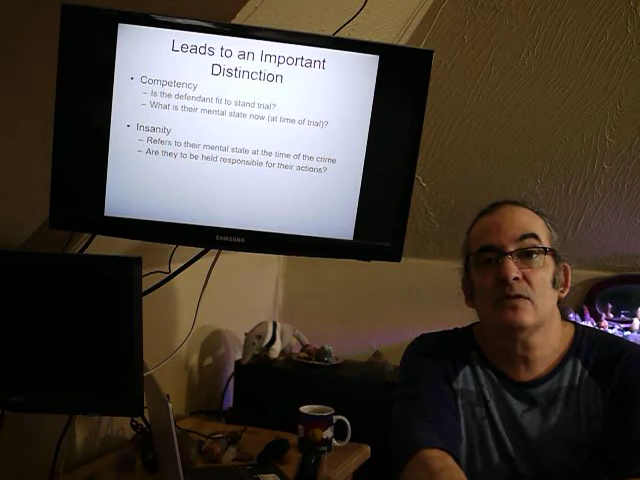 Leads to an Important
Distinction
• Competency
– Is the defendant fit to stand trial?
– What is their mental state now (at time of trial)?
• Insanity
– Refers to their mental state at the time of the crime
– Are they to be held responsible for their actions?
SAMSUNG